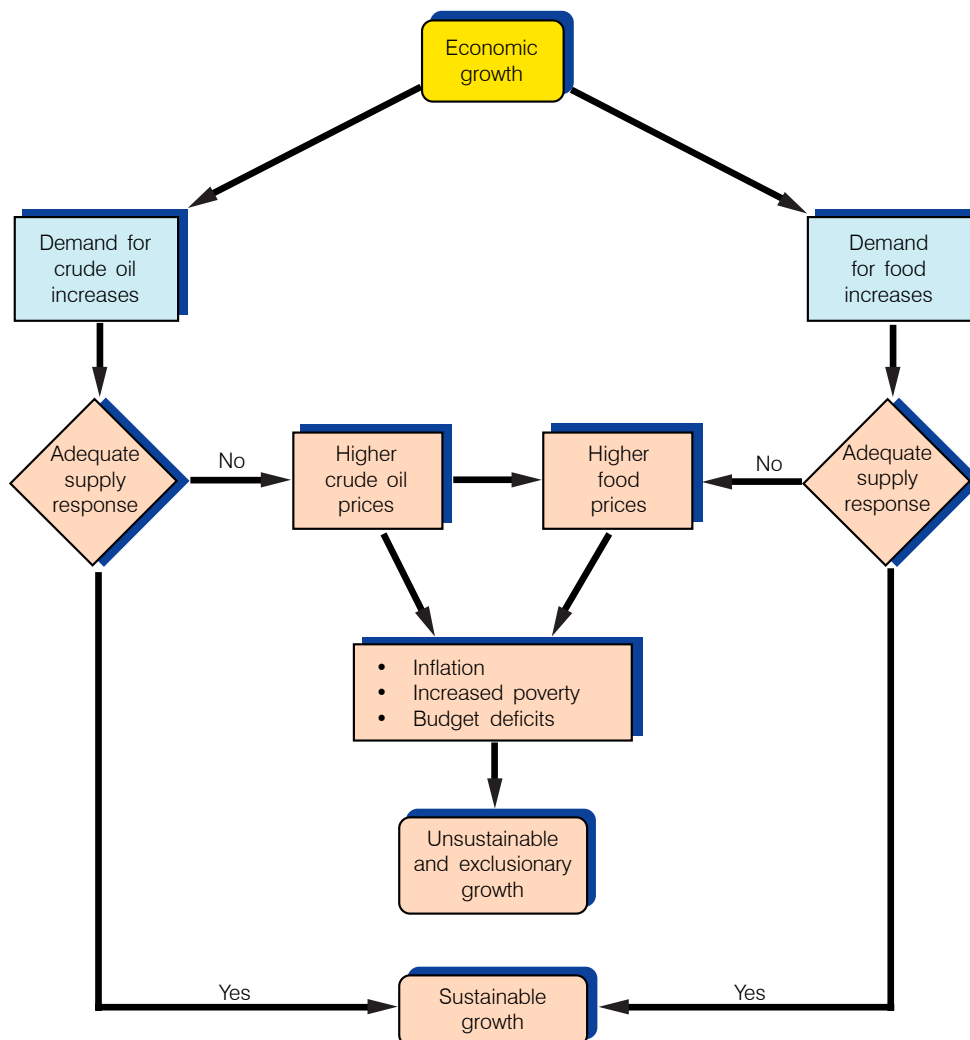 Economic
growth
Demand for
crude oil
increases
Demand
for food
increases
Adequate
supply
response
No
Higher
crude oil
prices
Higher
food
prices
No
Adequate
supply
response
• Inflation
• Increased poverty
• Budget deficits
Unsustainable
and exclusionary
growth
Yes
Sustainable
growth
Yes